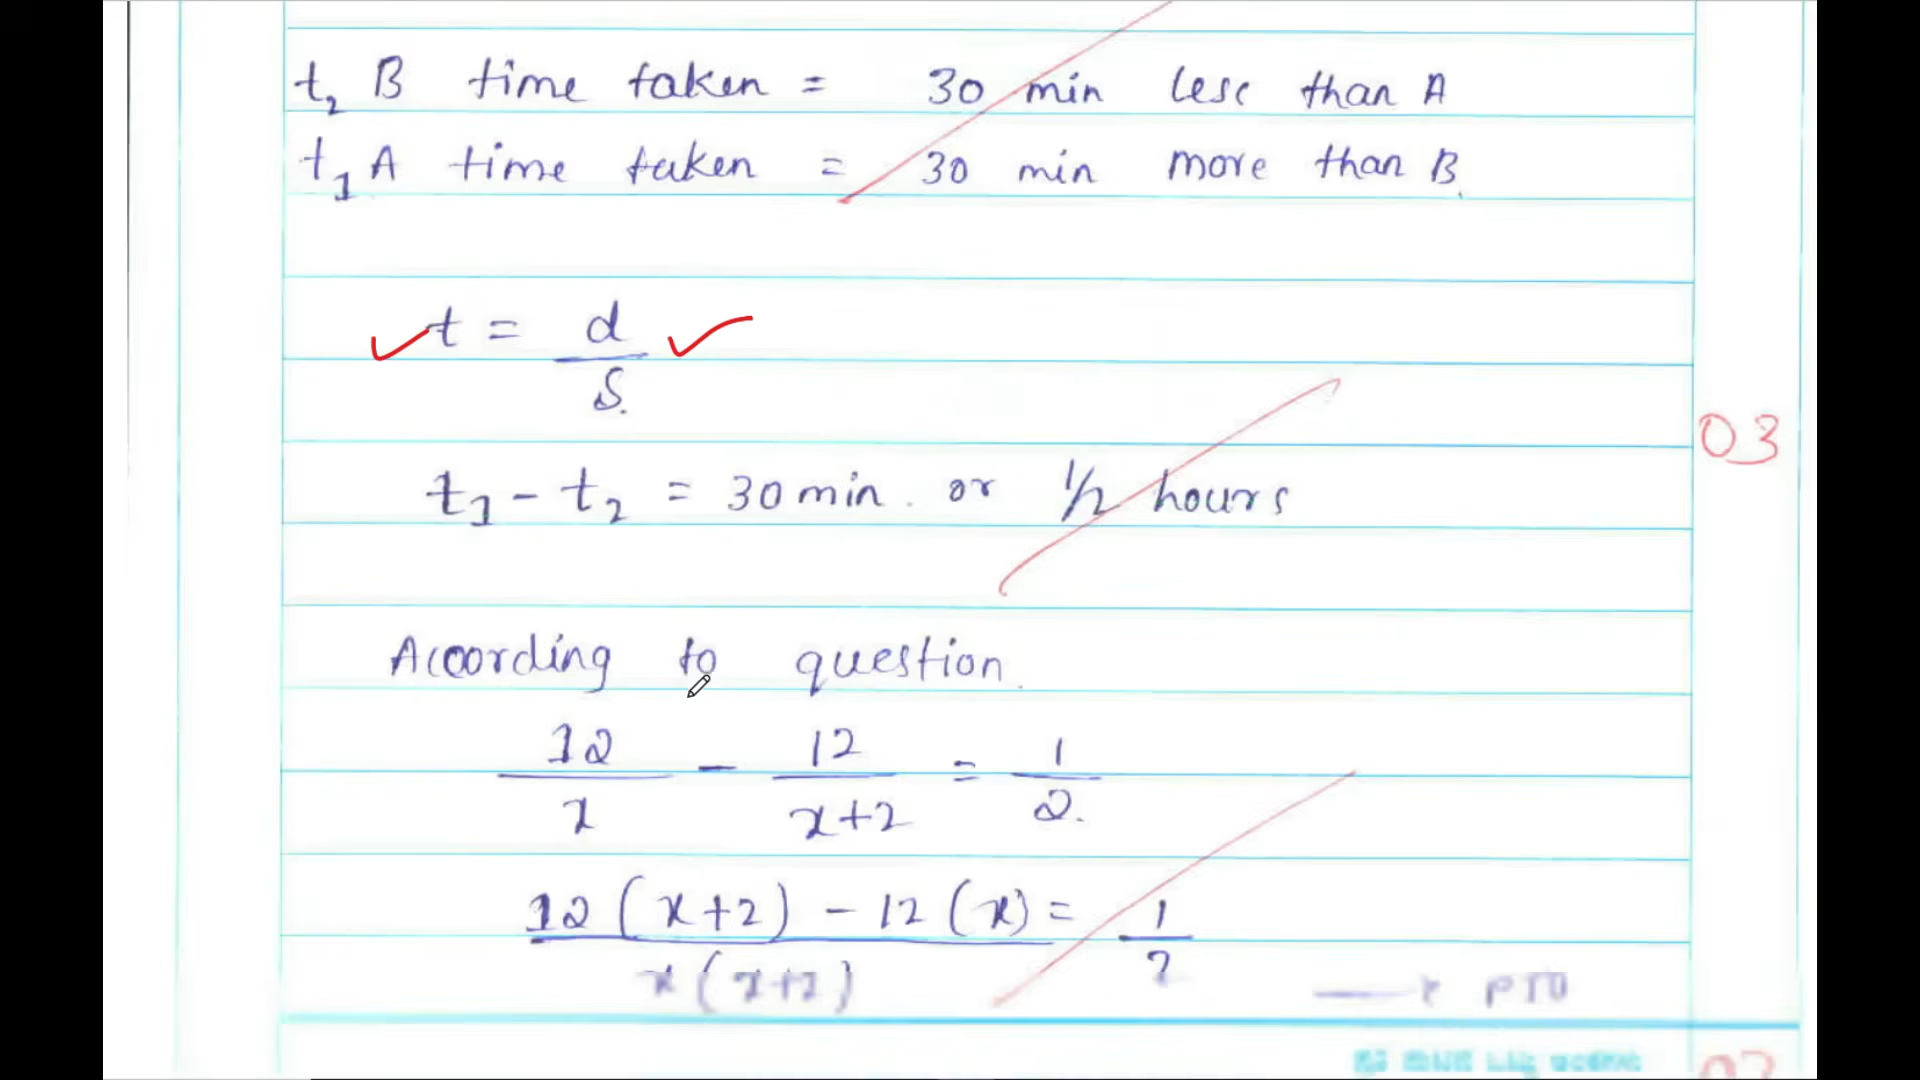 t₂ B time taken = 30 min less than A
t₁ A time taken = 30 min more than B.
t = d/s.
t₁ - t₂ = 30 min. or 1/2 hours
03
According to question.
12/x - 12/x+2 = 1/2.
12(x+2) - 12(x)/x(x+2) = 1/2
→ PTO